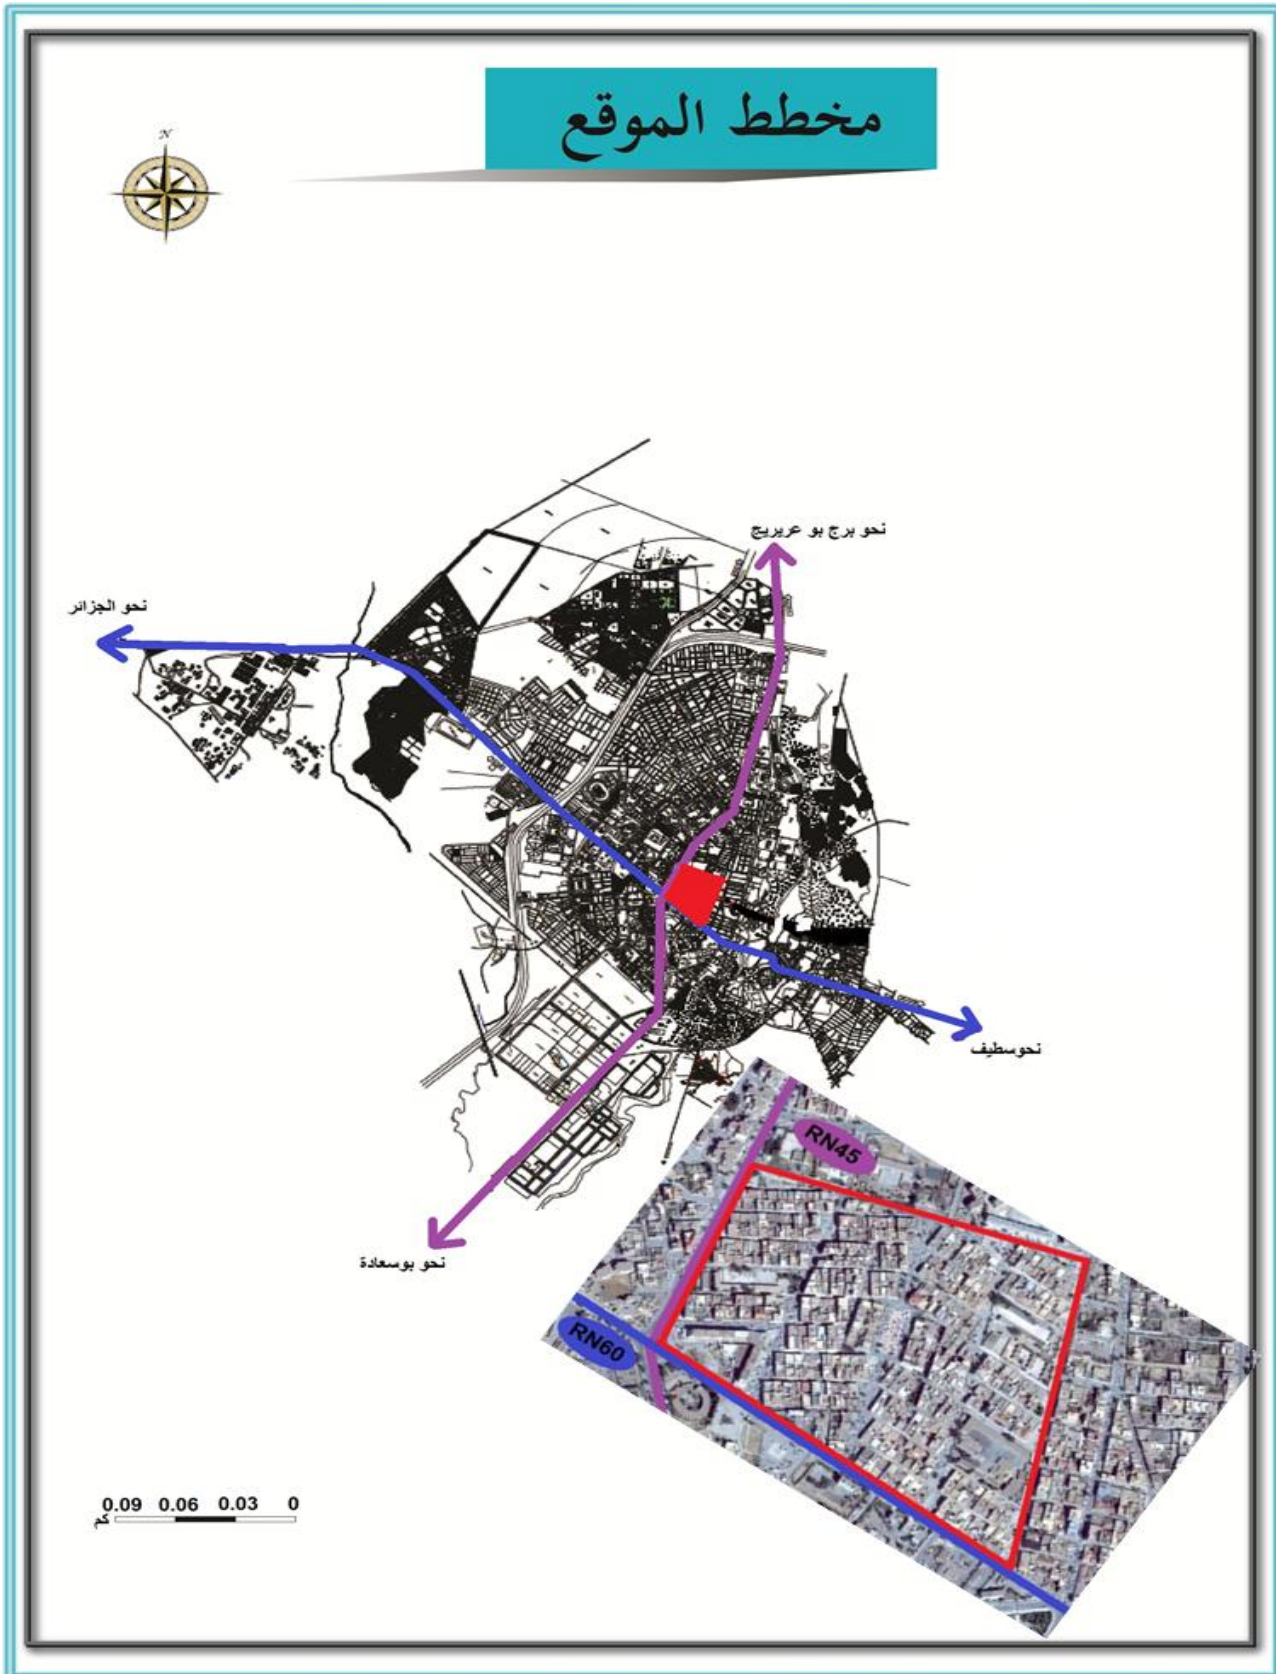 مخطط الموقع
N
نحو برج بو عريريج
نحو الجزائر
نحوسطيف
RN45
نحو بوسعادة
RN60
0.09 0.06 0.03 0
كم